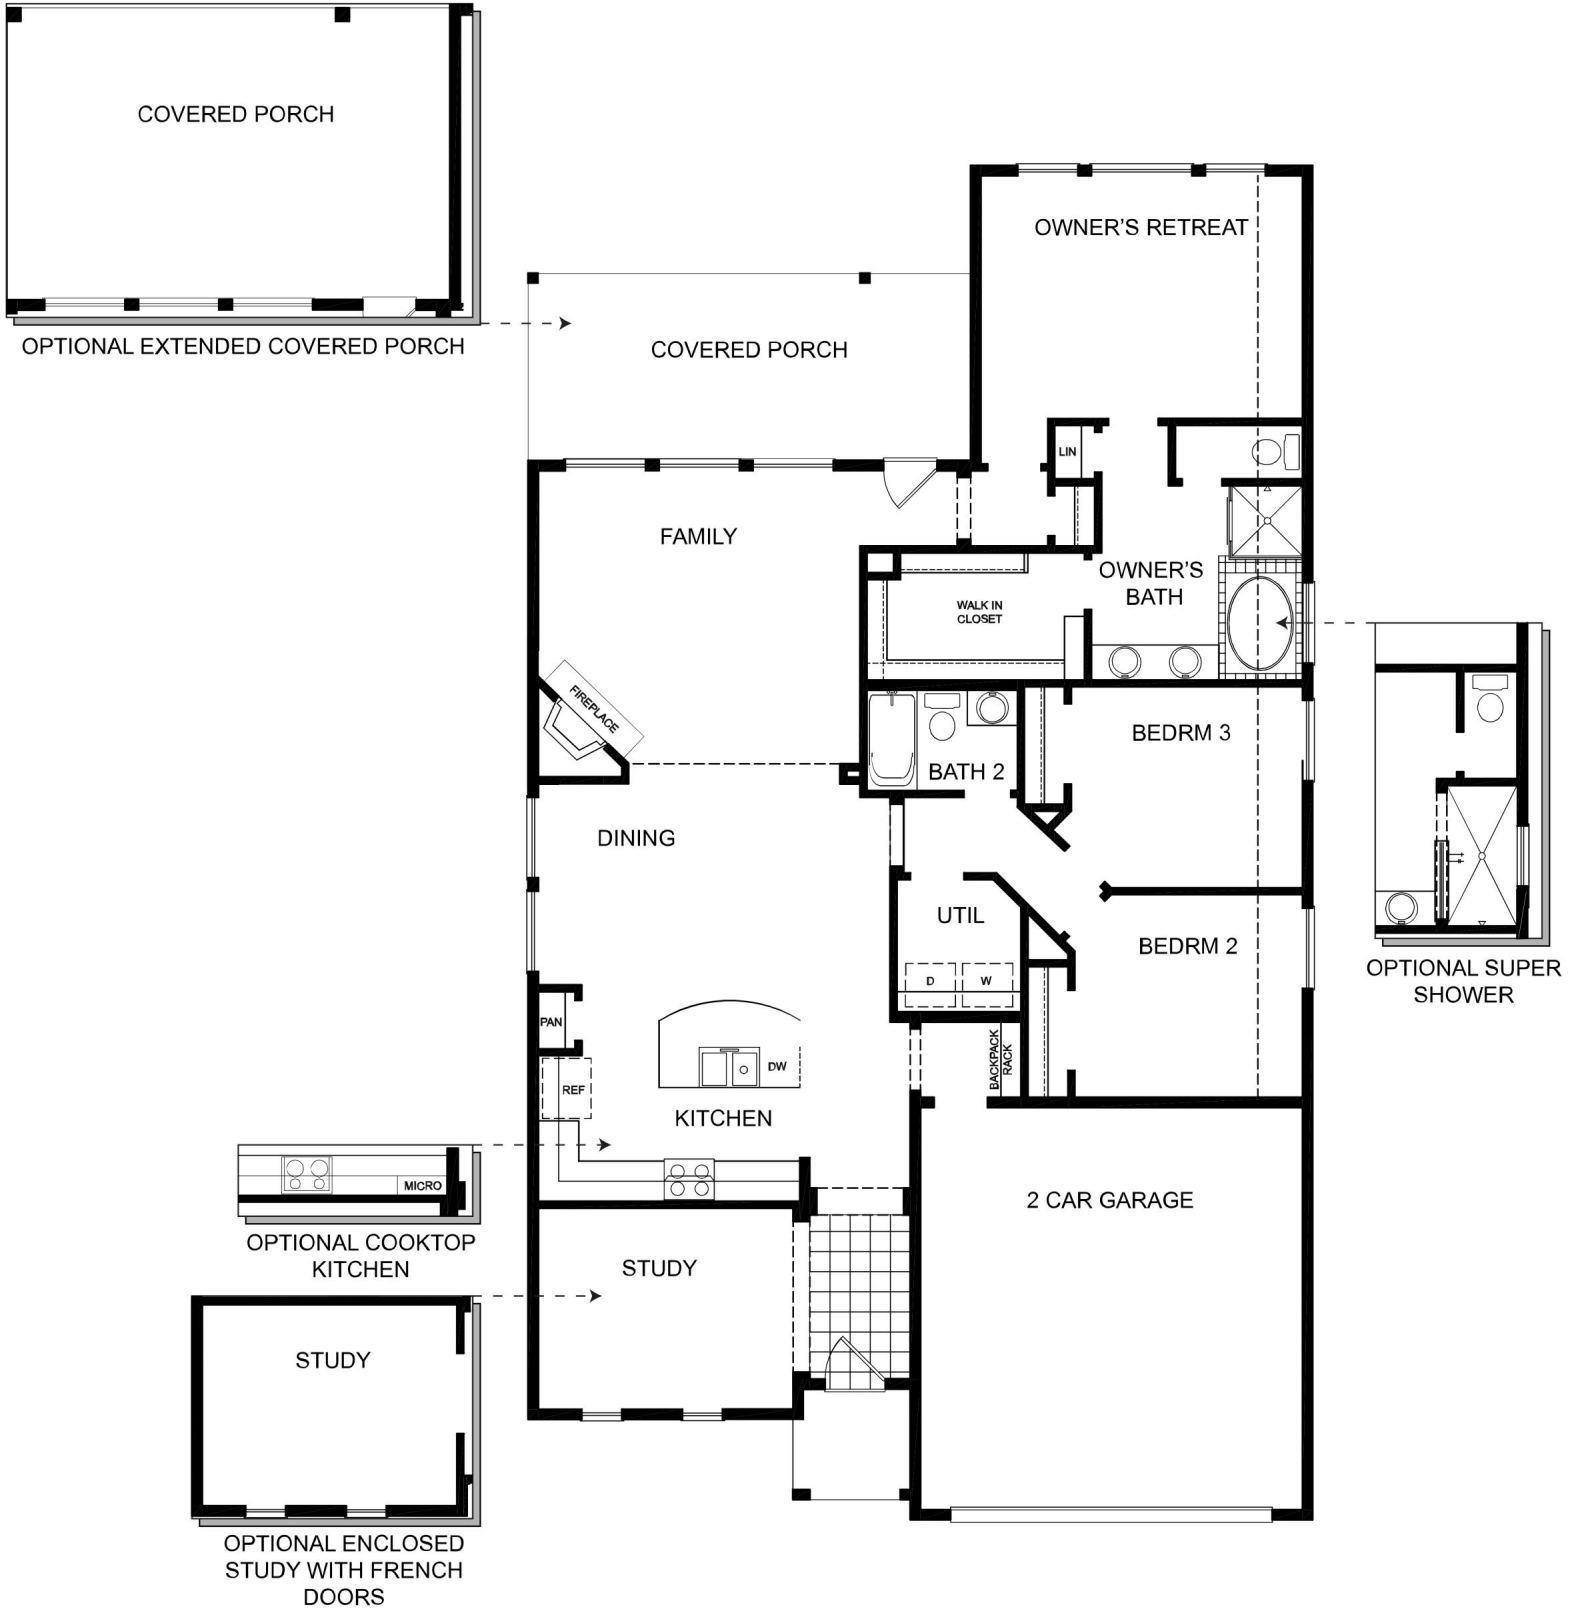 COVERED PORCH
OPTIONAL EXTENDED COVERED PORCH
OWNER'S RETREAT
COVERED PORCH
LIN
FAMILY
OWNER'S
BATH
WALK IN
CLOSET
FIREPLACE
BEDRM 3
BATH 2
DINING
UTIL
BEDRM 2
OPTIONAL SUPER
SHOWER
D
W
PAN
BACKPACK
RACK
DW
REF
KITCHEN
MICRO
2 CAR GARAGE
OPTIONAL COOKTOP
KITCHEN
STUDY
STUDY
OPTIONAL ENCLOSED
STUDY WITH FRENCH
DOORS